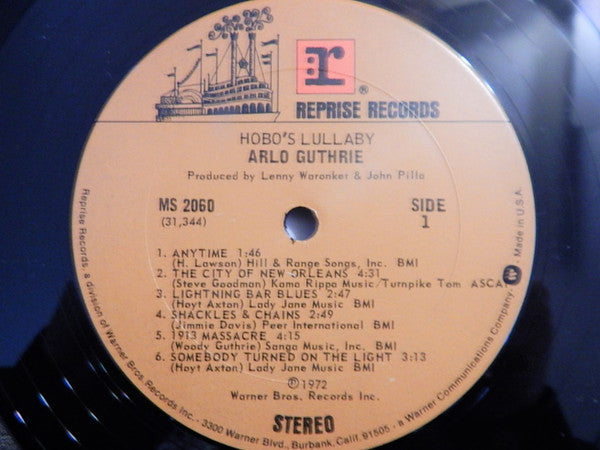 r®
REPRISE RECORDS
HOBO'S LULLABY
ARLO GUTHRIE
Produced by Lenny Waronker & John Pilla
MS 2060
(31,344)
SIDE
1
1. ANYTIME 1:46
(H. Lawson) Hill & Range Songs, Inc. BMI
2. THE CITY OF NEW ORLEANS 4:31
(Steve Goodman) Kama Rippa Music/Turnpike Tom ASCA
3. LIGHTNING BAR BLUES 2:47
(Hoyt Axton) Lady Jane Music BMI
4. SHACKLES & CHAINS 2:49
(Jimmie Davis) Peer International BMI
5. 1913 MASSACRE 4:15
(Woody Guthrie) Sanga Music, Inc. BMI
6. SOMEBODY TURNED ON THE LIGHT 3:13
(Hoyt Axton) Lady Jane Music BMI
℗1972
Warner Bros. Records Inc.
STEREO
Reprise Records, a division of Warner Bros. Records Inc. · 3300 Warner Blvd., Burbank, Calif. 91505 · a Warner Communications Company · W Made in U.S.A.